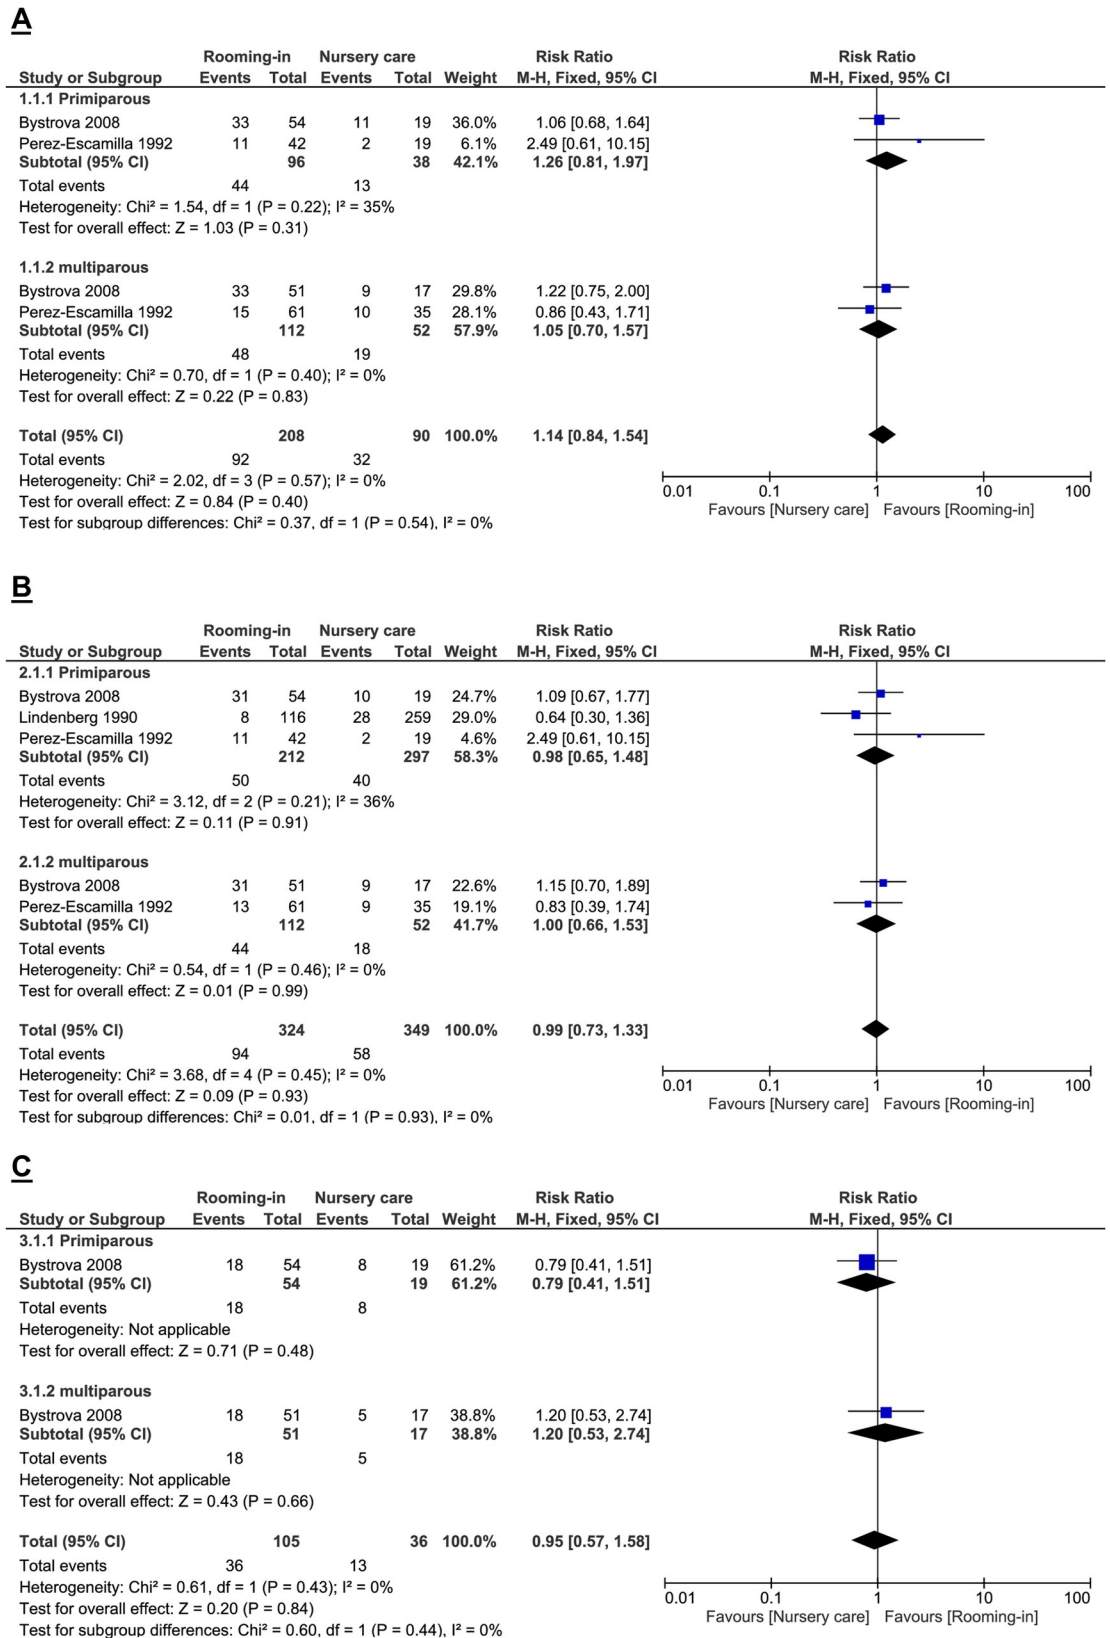 A
Rooming-in Nursery care Risk Ratio Risk Ratio
Study or Subgroup Events Total Events Total Weight M-H, Fixed, 95% CI M-H, Fixed, 95% CI
1.1.1 Primiparous
Bystrova 2008 33 54 11 19 36.0% 1.06 [0.68, 1.64]
Perez-Escamilla 1992 11 42 2 19 6.1% 2.49 [0.61, 10.15]
Subtotal (95% CI) 96 38 42.1% 1.26 [0.81, 1.97]
Total events 44 13
Heterogeneity: Chi² = 1.54, df = 1 (P = 0.22); I² = 35%
Test for overall effect: Z = 1.03 (P = 0.31)
1.1.2 multiparous
Bystrova 2008 33 51 9 17 29.8% 1.22 [0.75, 2.00]
Perez-Escamilla 1992 15 61 10 35 28.1% 0.86 [0.43, 1.71]
Subtotal (95% CI) 112 52 57.9% 1.05 [0.70, 1.57]
Total events 48 19
Heterogeneity: Chi² = 0.70, df = 1 (P = 0.40); I² = 0%
Test for overall effect: Z = 0.22 (P = 0.83)
Total (95% CI) 208 90 100.0% 1.14 [0.84, 1.54]
Total events 92 32
Heterogeneity: Chi² = 2.02, df = 3 (P = 0.57); I² = 0%
Test for overall effect: Z = 0.84 (P = 0.40)
Test for subgroup differences: Chi² = 0.37, df = 1 (P = 0.54), I² = 0%
0.01 0.1 1 10 100
Favours [Nursery care] Favours [Rooming-in]
B
Rooming-in Nursery care Risk Ratio Risk Ratio
Study or Subgroup Events Total Events Total Weight M-H, Fixed, 95% CI M-H, Fixed, 95% CI
2.1.1 Primiparous
Bystrova 2008 31 54 10 19 24.7% 1.09 [0.67, 1.77]
Lindenberg 1990 8 116 28 259 29.0% 0.64 [0.30, 1.36]
Perez-Escamilla 1992 11 42 2 19 4.6% 2.49 [0.61, 10.15]
Subtotal (95% CI) 212 297 58.3% 0.98 [0.65, 1.48]
Total events 50 40
Heterogeneity: Chi² = 3.12, df = 2 (P = 0.21); I² = 36%
Test for overall effect: Z = 0.11 (P = 0.91)
2.1.2 multiparous
Bystrova 2008 31 51 9 17 22.6% 1.15 [0.70, 1.89]
Perez-Escamilla 1992 13 61 9 35 19.1% 0.83 [0.39, 1.74]
Subtotal (95% CI) 112 52 41.7% 1.00 [0.66, 1.53]
Total events 44 18
Heterogeneity: Chi² = 0.54, df = 1 (P = 0.46); I² = 0%
Test for overall effect: Z = 0.01 (P = 0.99)
Total (95% CI) 324 349 100.0% 0.99 [0.73, 1.33]
Total events 94 58
Heterogeneity: Chi² = 3.68, df = 4 (P = 0.45); I² = 0%
Test for overall effect: Z = 0.09 (P = 0.93)
Test for subgroup differences: Chi² = 0.01, df = 1 (P = 0.93), I² = 0%
0.01 0.1 1 10 100
Favours [Nursery care] Favours [Rooming-in]
C
Rooming-in Nursery care Risk Ratio Risk Ratio
Study or Subgroup Events Total Events Total Weight M-H, Fixed, 95% CI M-H, Fixed, 95% CI
3.1.1 Primiparous
Bystrova 2008 18 54 8 19 61.2% 0.79 [0.41, 1.51]
Subtotal (95% CI) 54 19 61.2% 0.79 [0.41, 1.51]
Total events 18 8
Heterogeneity: Not applicable
Test for overall effect: Z = 0.71 (P = 0.48)
3.1.2 multiparous
Bystrova 2008 18 51 5 17 38.8% 1.20 [0.53, 2.74]
Subtotal (95% CI) 51 17 38.8% 1.20 [0.53, 2.74]
Total events 18 5
Heterogeneity: Not applicable
Test for overall effect: Z = 0.43 (P = 0.66)
Total (95% CI) 105 36 100.0% 0.95 [0.57, 1.58]
Total events 36 13
Heterogeneity: Chi² = 0.61, df = 1 (P = 0.43); I² = 0%
Test for overall effect: Z = 0.20 (P = 0.84)
Test for subgroup differences: Chi² = 0.60, df = 1 (P = 0.44), I² = 0%
0.01 0.1 1 10 100
Favours [Nursery care] Favours [Rooming-in]